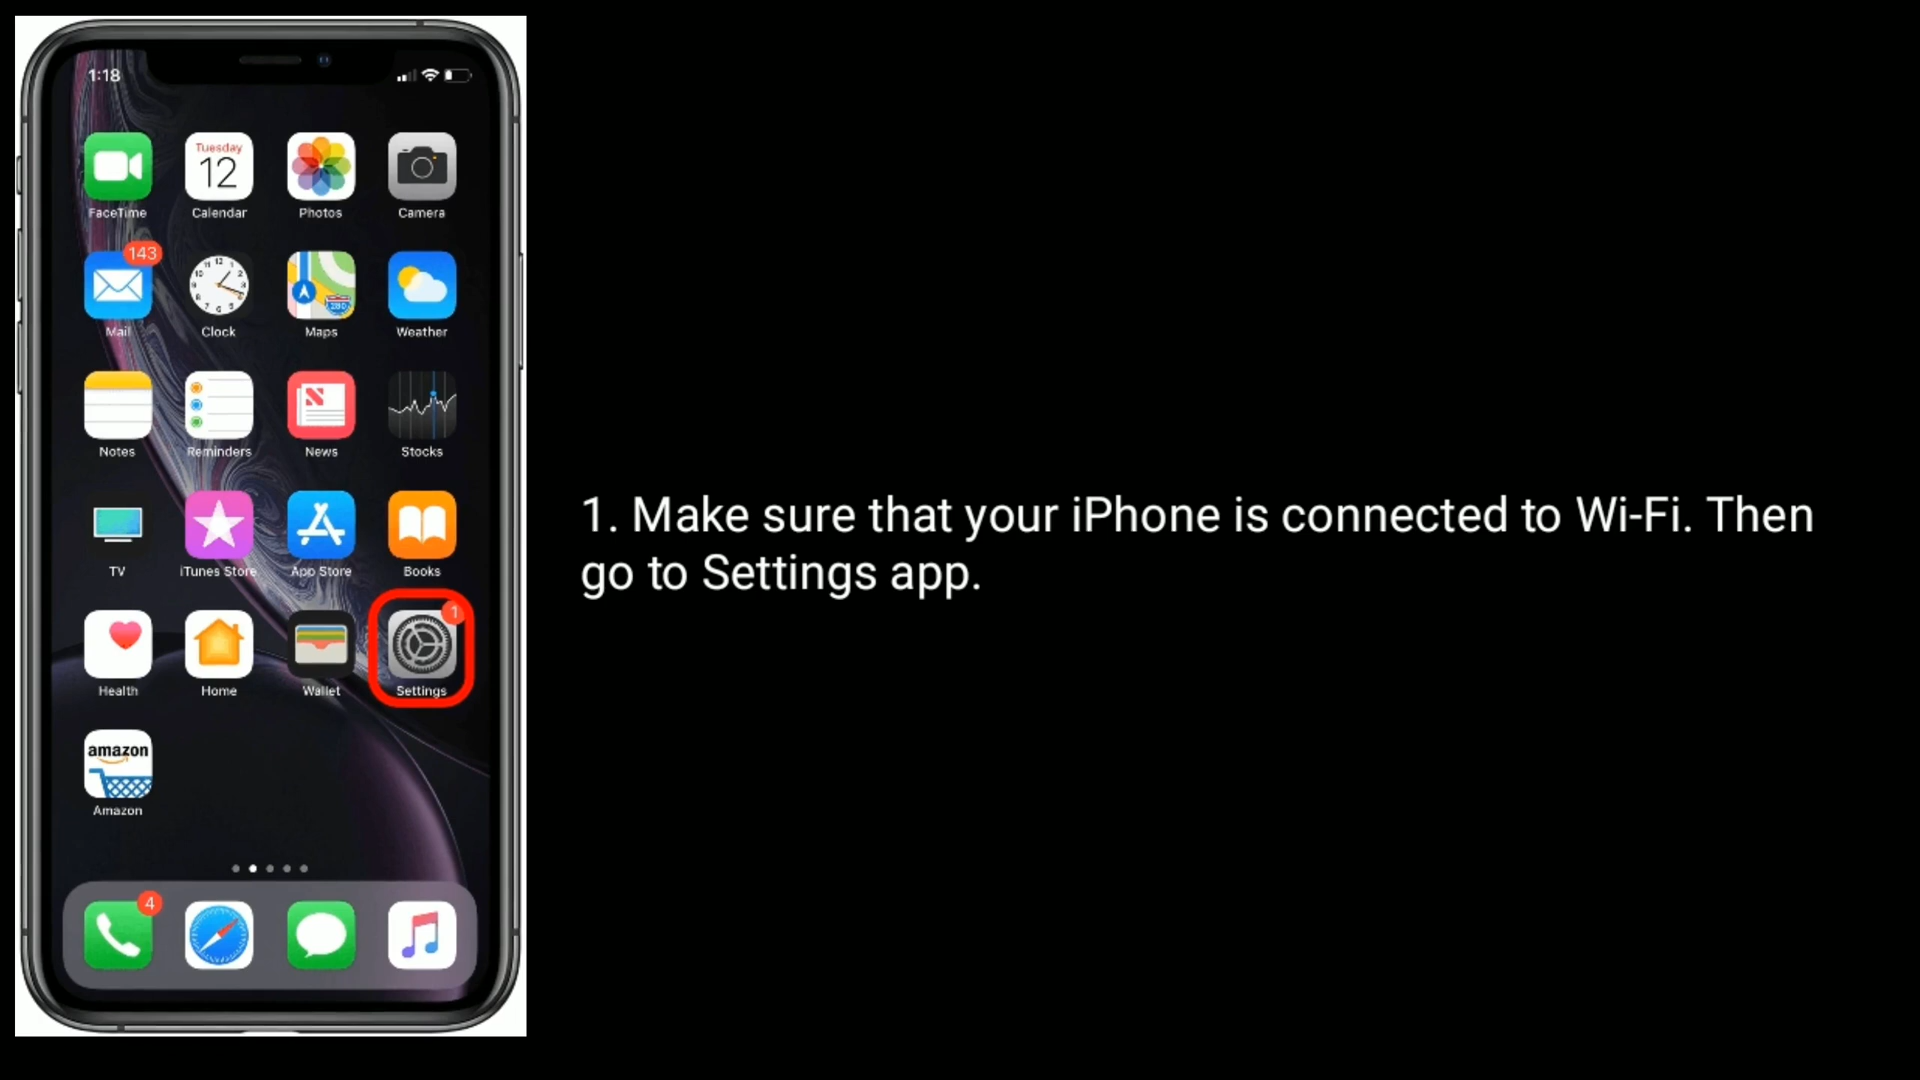 1:18
Tuesday
12
FaceTime
Calendar
Photos
Camera
143
Mail
Clock
Maps
Weather
Notes
Reminders
News
Stocks
TV
iTunes Store
App Store
Books
1
Health
Home
Wallet
Settings
amazon
Amazon
4
1. Make sure that your iPhone is connected to Wi-Fi. Then
go to Settings app.